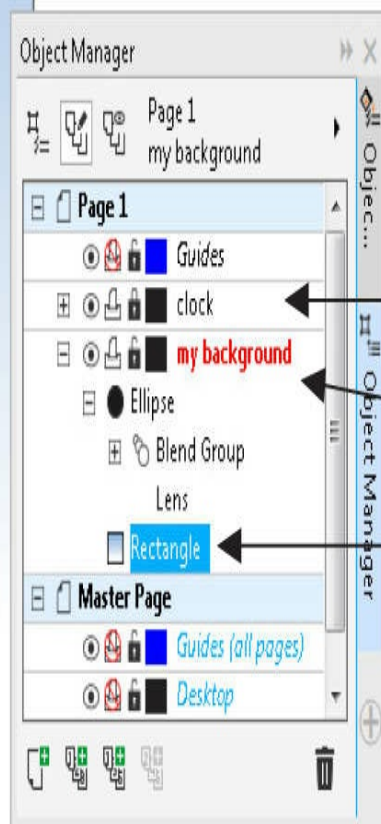 Object Manager
Page 1
my background
Page 1
Guides
clock
my background
Ellipse
Blend Group
Lens
Rectangle
Master Page
Guides (all pages)
Desktop
Objec...
Object Manager